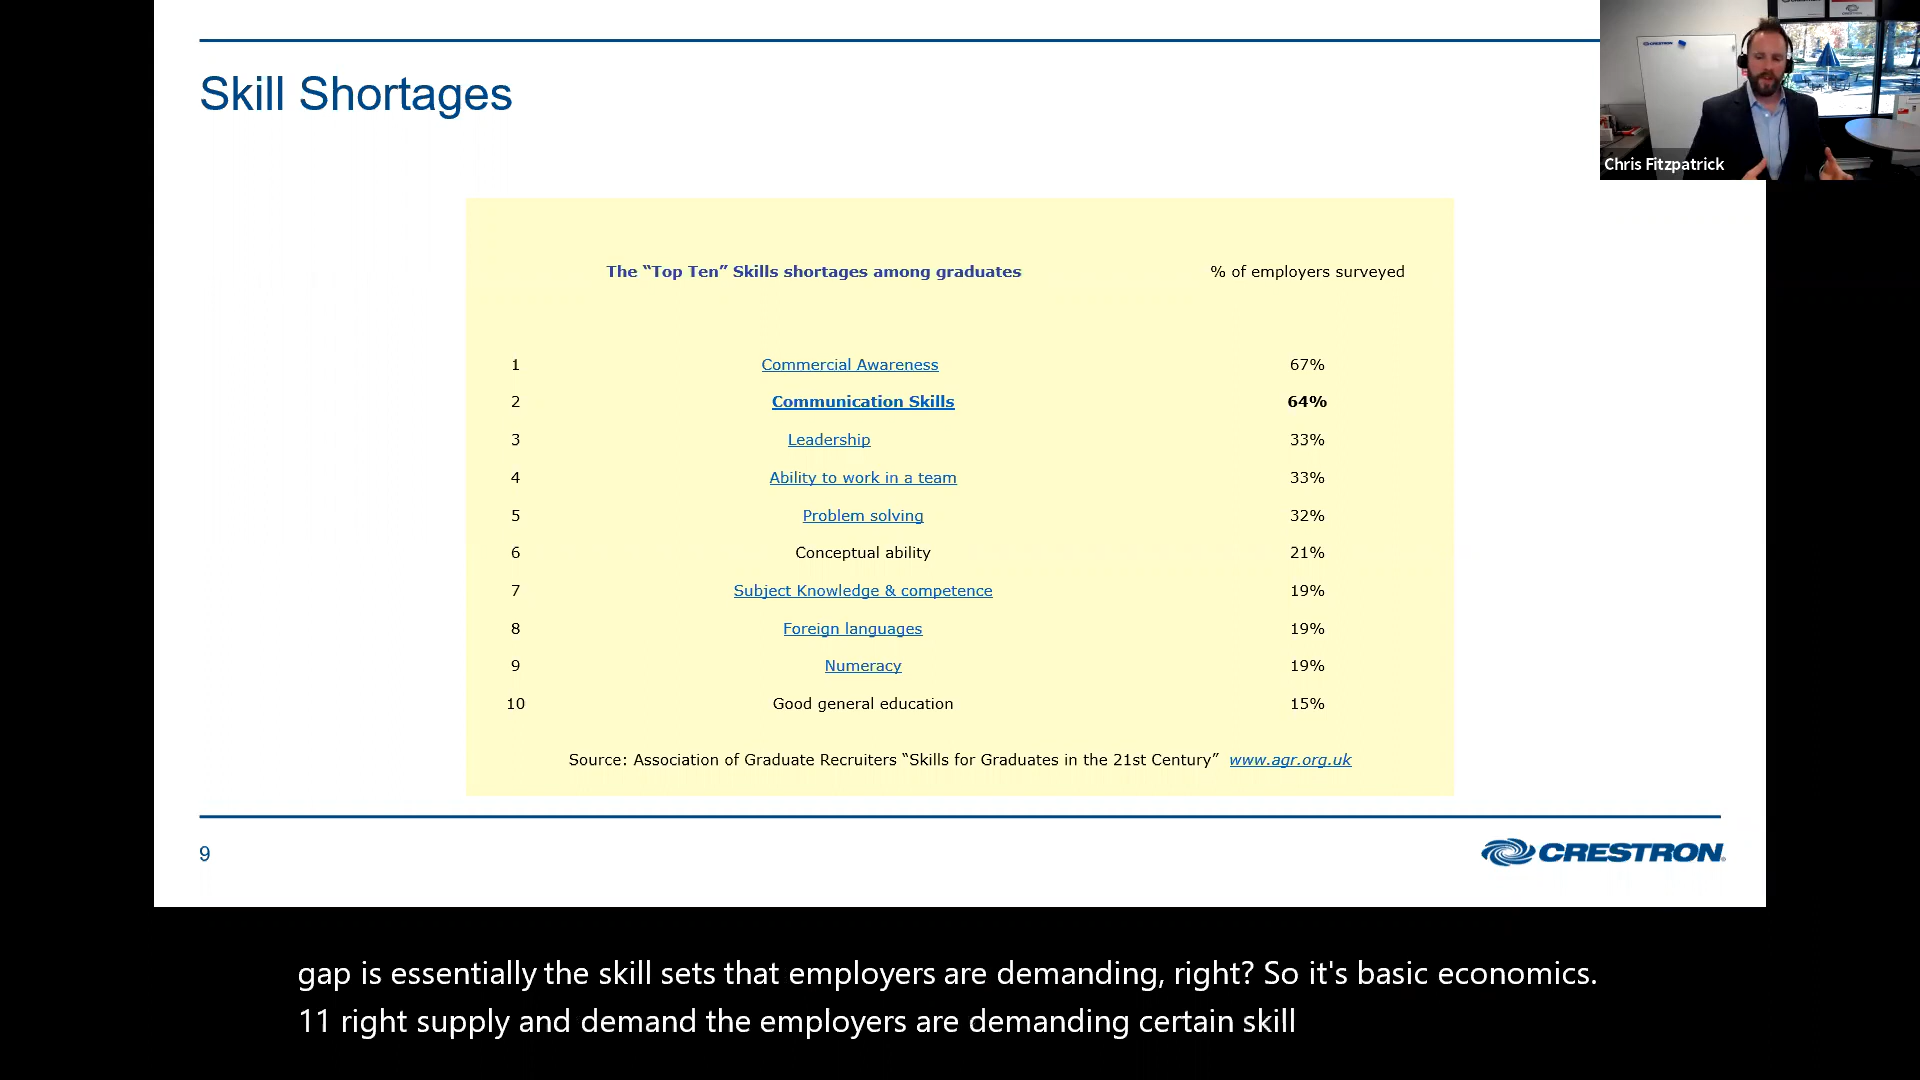 Skill Shortages
CRESTRON
Chris Fitzpatrick
The “Top Ten” Skills shortages among graduates % of employers surveyed
1 Commercial Awareness 67%
2 Communication Skills 64%
3 Leadership 33%
4 Ability to work in a team 33%
5 Problem solving 32%
6 Conceptual ability 21%
7 Subject Knowledge & competence 19%
8 Foreign languages 19%
9 Numeracy 19%
10 Good general education 15%
Source: Association of Graduate Recruiters “Skills for Graduates in the 21st Century” www.agr.org.uk
9
CRESTRON
gap is essentially the skill sets that employers are demanding, right? So it's basic economics.
11 right supply and demand the employers are demanding certain skill